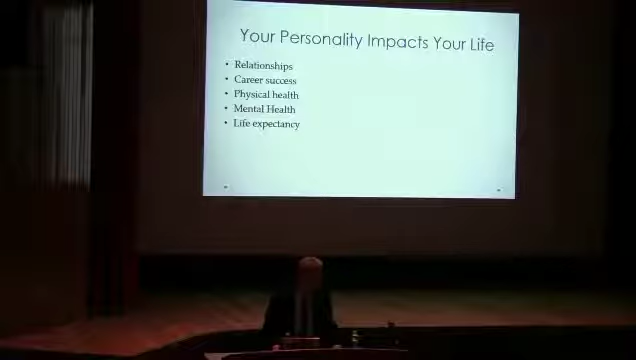 Your Personality Impacts Your Life
• Relationships
• Career success
• Physical health
• Mental Health
• Life expectancy